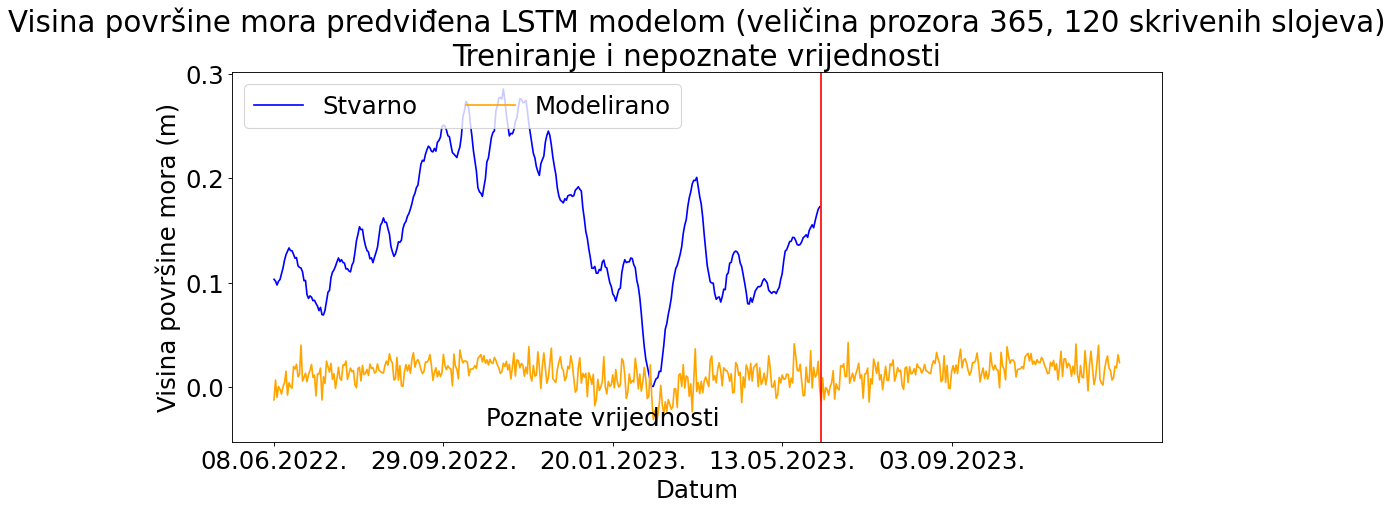 Visina površine mora predviđena LSTM modelom (veličina prozora 365, 120 skrivenih slojeva)
Treniranje i nepoznate vrijednosti
Stvarno
Modelirano
Visina površine mora (m)
0.3
0.2
0.1
0.0
Poznate vrijednosti
08.06.2022.
29.09.2022.
20.01.2023.
13.05.2023.
03.09.2023.
Datum